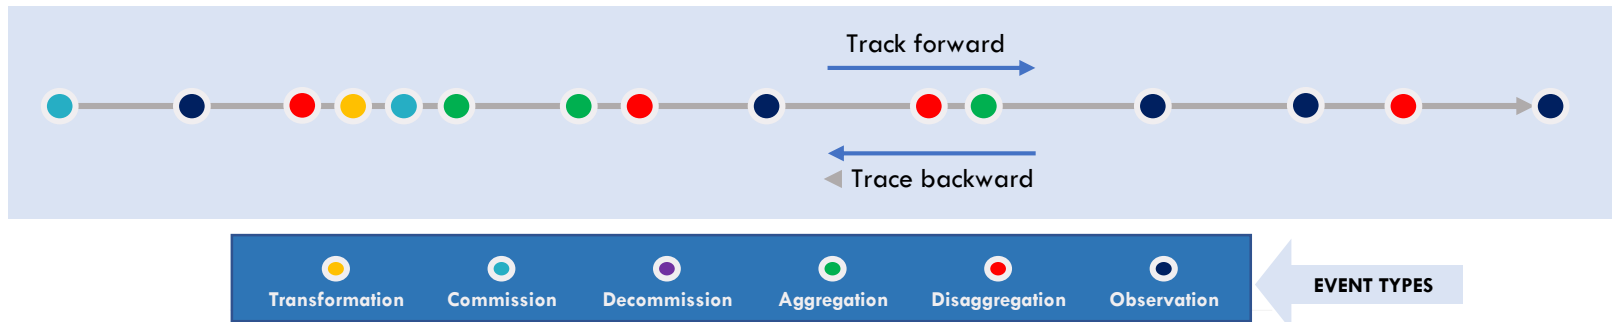 Track forward
Trace backward
Transformation
Commission
Decommission
Aggregation
Disaggregation
Observation
EVENT TYPES